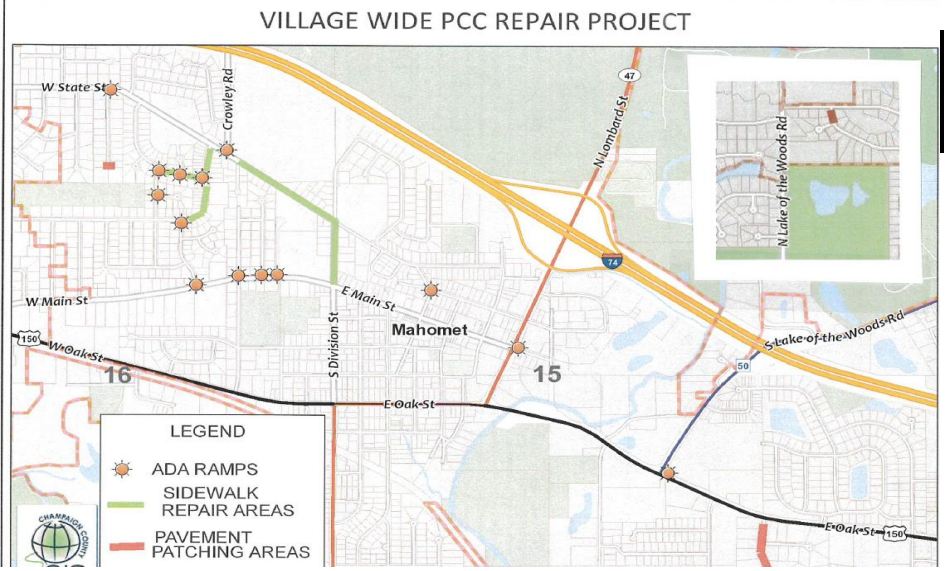 VILLAGE WIDE PCC REPAIR PROJECT
W State St
Crowley Rd
47
N Lombard St
N Lake of the Woods Rd
74
W Main St
E Main St
Mahomet
S Division St
S Lake-of-the-Woods Rd
150
W Oak St
16
15
50
E Oak St
E Oak St
150
LEGEND
ADA RAMPS
SIDEWALK
REPAIR AREAS
PAVEMENT
PATCHING AREAS
CHAMPAIGN COUNTY